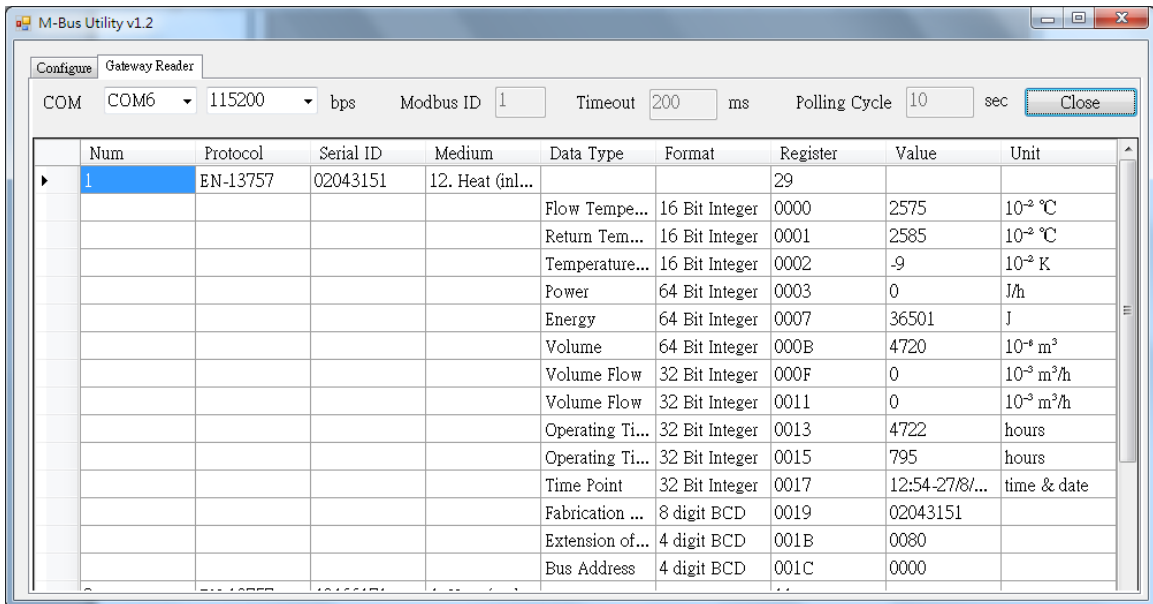 M-Bus Utility v1.2
Configure Gateway Reader
COM COM6 115200 bps Modbus ID 1 Timeout 200 ms Polling Cycle 10 sec Close
Num Protocol Serial ID Medium Data Type Format Register Value Unit
1 EN-13757 02043151 12. Heat (inl... 29
Flow Tempe... 16 Bit Integer 0000 2575 10⁻² ℃
Return Tem... 16 Bit Integer 0001 2585 10⁻² ℃
Temperature... 16 Bit Integer 0002 -9 10⁻² K
Power 64 Bit Integer 0003 0 J/h
Energy 64 Bit Integer 0007 36501 J
Volume 64 Bit Integer 000B 4720 10⁻⁶ m³
Volume Flow 32 Bit Integer 000F 0 10⁻³ m³/h
Volume Flow 32 Bit Integer 0011 0 10⁻³ m³/h
Operating Ti... 32 Bit Integer 0013 4722 hours
Operating Ti... 32 Bit Integer 0015 795 hours
Time Point 32 Bit Integer 0017 12:54-27/8/... time & date
Fabrication ... 8 digit BCD 0019 02043151
Extension of... 4 digit BCD 001B 0080
Bus Address 4 digit BCD 001C 0000